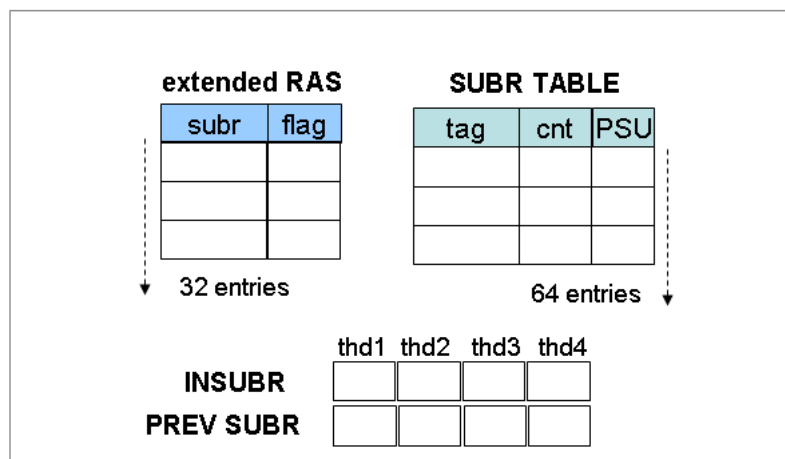 extended RAS SUBR TABLE
subr flag tag cnt PSU
32 entries 64 entries
thd1 thd2 thd3 thd4
INSUBR
PREV SUBR